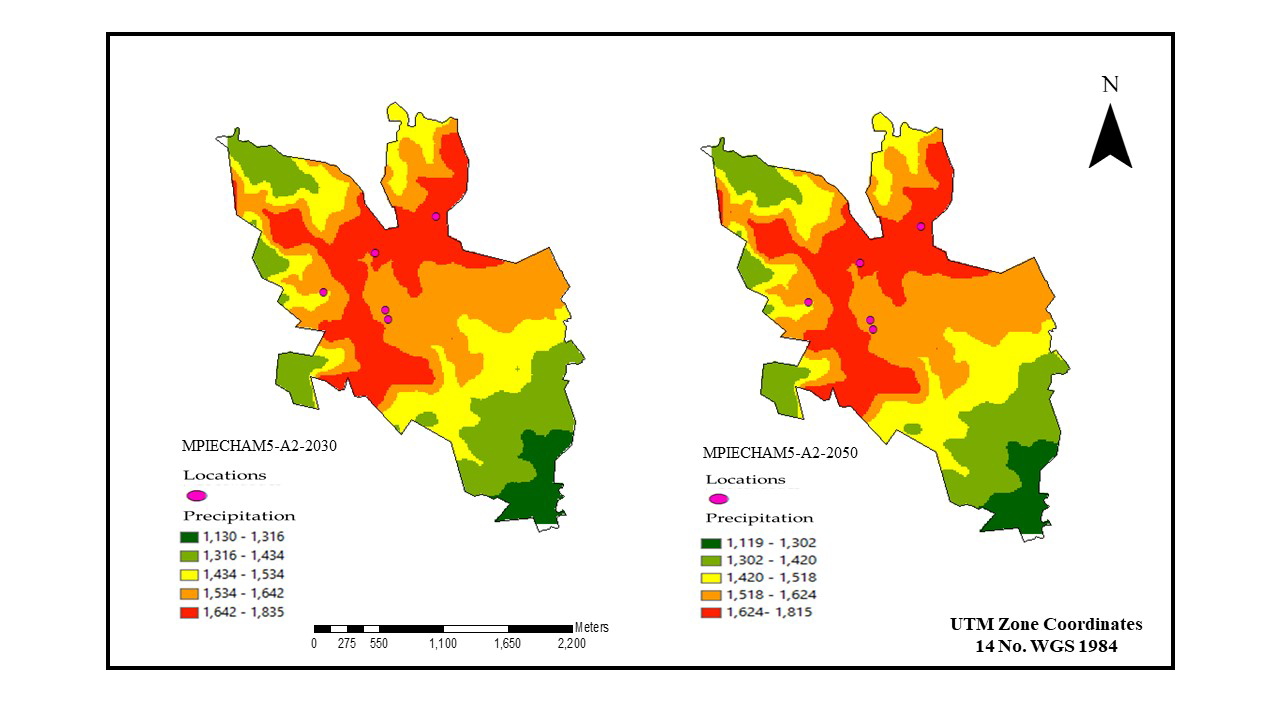 N
MPIECHAM5-A2-2030
Locations
Precipitation
1,130 - 1,316
1,316 - 1,434
1,434 - 1,534
1,534 - 1,642
1,642 - 1,835
MPIECHAM5-A2-2050
Locations
Precipitation
1,119 - 1,302
1,302 - 1,420
1,420 - 1,518
1,518 - 1,624
1,624- 1,815
Meters
0 275 550 1,100 1,650 2,200
UTM Zone Coordinates
14 No. WGS 1984